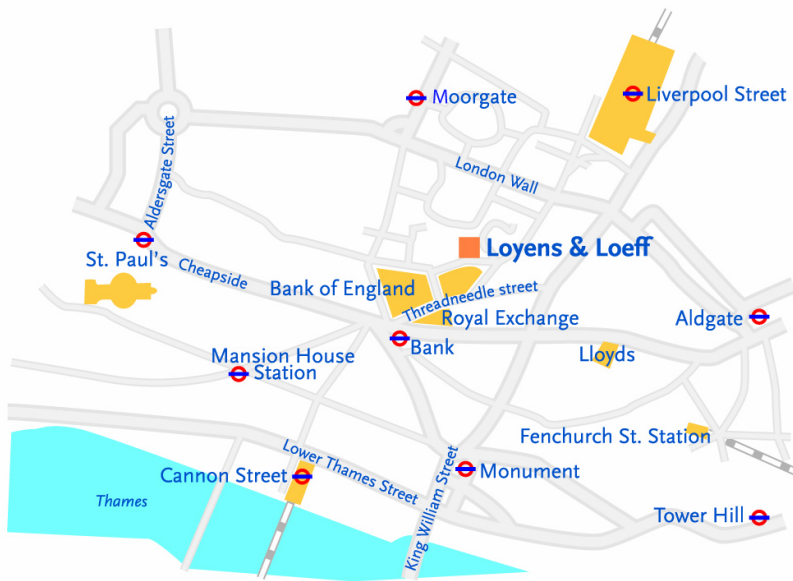 Moorgate
Liverpool Street
Aldersgate Street
London Wall
St. Paul's
Cheapside
Loyens & Loeff
Bank of England
Threadneedle street
Royal Exchange
Aldgate
Bank
Lloyds
Mansion House
Station
Fenchurch St. Station
Lower Thames Street
Cannon Street
King William Street
Monument
Thames
Tower Hill